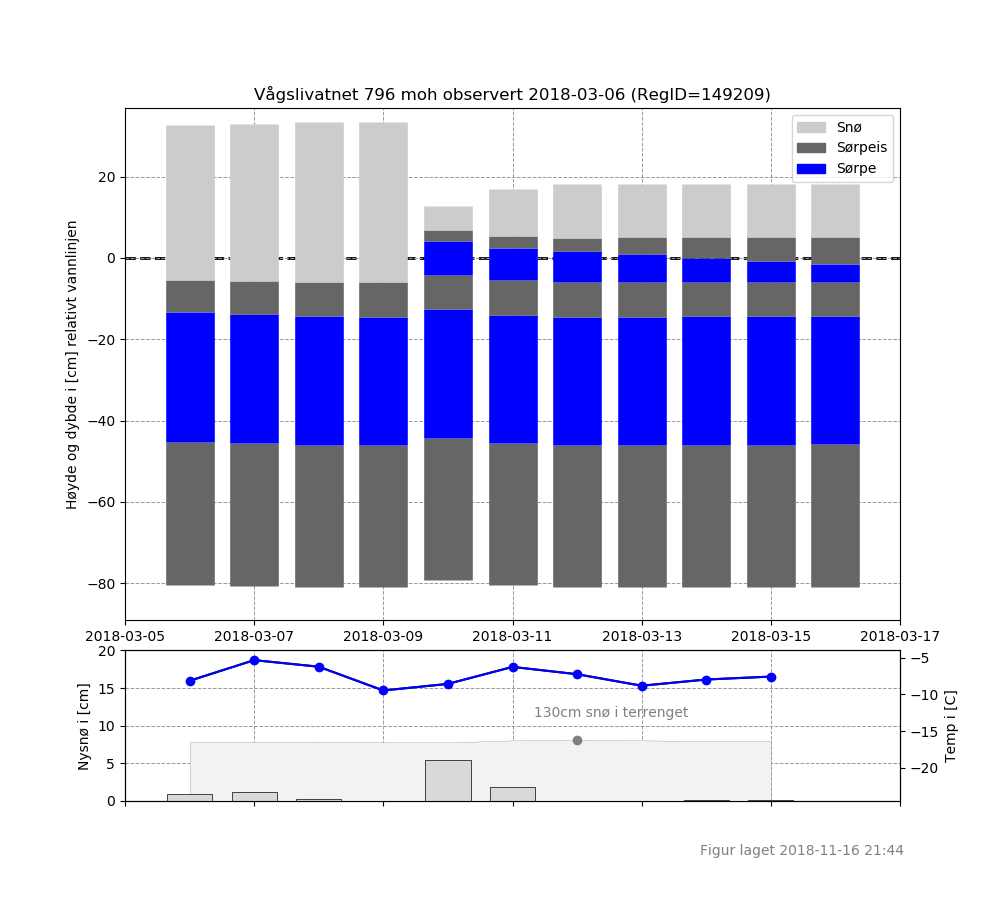 Vågslivatnet 796 moh observert 2018-03-06 (RegID=149209)
Snø
Sørpeis
Sørpe
Høyde og dybde i [cm] relativt vannlinjen
20
0
−20
−40
−60
−80
2018-03-05 2018-03-07 2018-03-09 2018-03-11 2018-03-13 2018-03-15 2018-03-17
Nysnø i [cm]
20
15
10
5
0
130cm snø i terrenget
−5
−10
−15
−20
Temp i [C]
Figur laget 2018-11-16 21:44